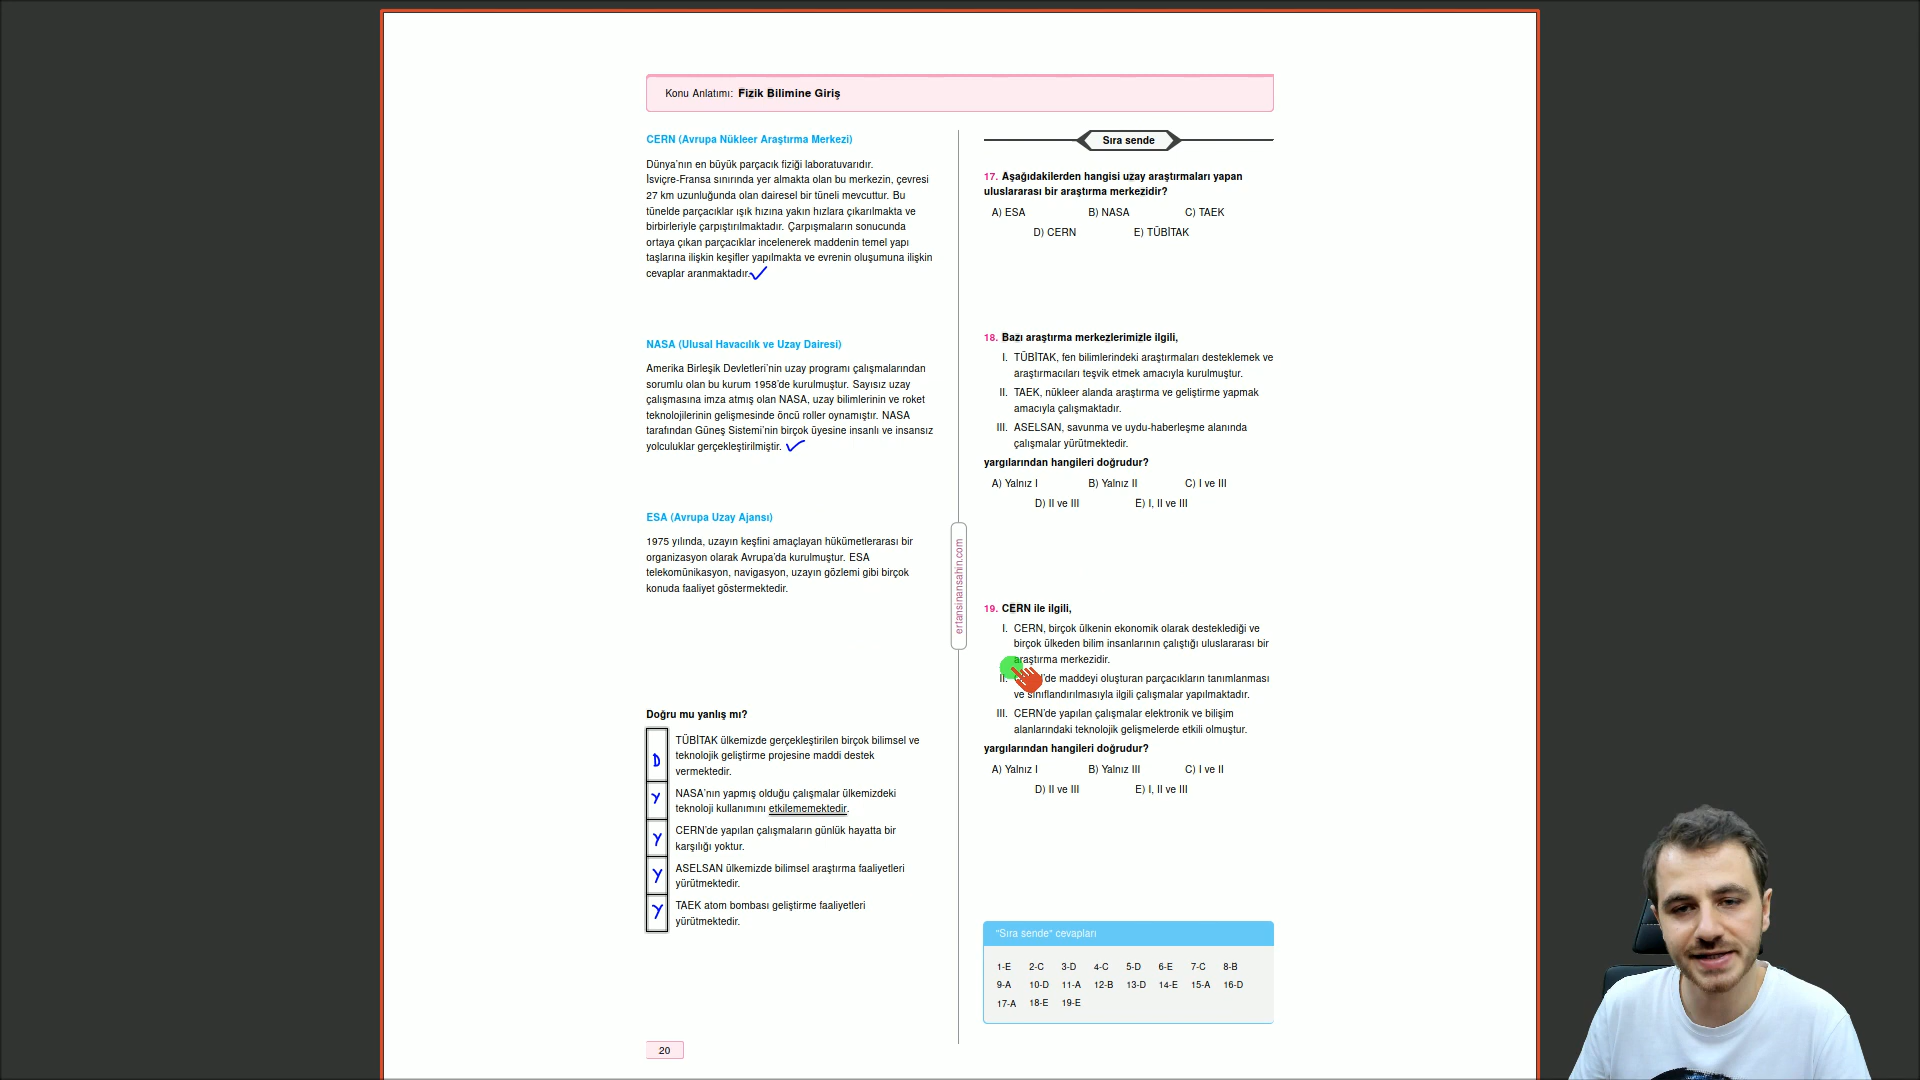 Konu Anlatımı: Fizik Bilimine Giriş
CERN (Avrupa Nükleer Araştırma Merkezi)
Dünya'nın en büyük parçacık fiziği laboratuvarıdır.
İsviçre-Fransa sınırında yer almakta olan bu merkezin, çevresi
27 km uzunluğunda olan dairesel bir tüneli mevcuttur. Bu
tünelde parçacıklar ışık hızına yakın hızlara çıkarılmakta ve
birbirleriyle çarpıştırılmaktadır. Çarpışmaların sonucunda
ortaya çıkan parçacıklar incelenerek maddenin temel yapı
taşlarına ilişkin keşifler yapılmakta ve evrenin oluşumuna ilişkin
cevaplar aranmaktadır.
NASA (Ulusal Havacılık ve Uzay Dairesi)
Amerika Birleşik Devletleri'nin uzay programı çalışmalarından
sorumlu olan bu kurum 1958'de kurulmuştur. Sayısız uzay
çalışmasına imza atmış olan NASA, uzay bilimlerinin ve roket
teknolojilerinin gelişmesinde öncü roller oynamıştır. NASA
tarafından Güneş Sistemi'nin birçok üyesine insanlı ve insansız
yolculuklar gerçekleştirilmiştir.
ESA (Avrupa Uzay Ajansı)
1975 yılında, uzayın keşfini amaçlayan hükümetlerarası bir
organizasyon olarak Avrupa'da kurulmuştur. ESA
telekomünikasyon, navigasyon, uzayın gözlemi gibi birçok
konuda faaliyet göstermektedir.
Doğru mu yanlış mı?
D TÜBİTAK ülkemizde gerçekleştirilen birçok bilimsel ve
teknolojik geliştirme projesine maddi destek
vermektedir.
Y NASA'nın yapmış olduğu çalışmalar ülkemizdeki
teknoloji kullanımını etkilememektedir.
Y CERN'de yapılan çalışmaların günlük hayatta bir
karşılığı yoktur.
Y ASELSAN ülkemizde bilimsel araştırma faaliyetleri
yürütmektedir.
Y TAEK atom bombası geliştirme faaliyetleri
yürütmektedir.
20
ertansinansahin.com
Sıra sende
17. Aşağıdakilerden hangisi uzay araştırmaları yapan
uluslararası bir araştırma merkezidir?
A) ESA B) NASA C) TAEK
D) CERN E) TÜBİTAK
18. Bazı araştırma merkezlerimizle ilgili,
I. TÜBİTAK, fen bilimlerindeki araştırmaları desteklemek ve
araştırmacıları teşvik etmek amacıyla kurulmuştur.
II. TAEK, nükleer alanda araştırma ve geliştirme yapmak
amacıyla çalışmaktadır.
III. ASELSAN, savunma ve uydu-haberleşme alanında
çalışmalar yürütmektedir.
yargılarından hangileri doğrudur?
A) Yalnız I B) Yalnız II C) I ve III
D) II ve III E) I, II ve III
19. CERN ile ilgili,
I. CERN, birçok ülkenin ekonomik olarak desteklediği ve
birçok ülkeden bilim insanlarının çalıştığı uluslararası bir
araştırma merkezidir.
II. 'de maddeyi oluşturan parçacıkların tanımlanması
ve sınıflandırılmasıyla ilgili çalışmalar yapılmaktadır.
III. CERN'de yapılan çalışmalar elektronik ve bilişim
alanlarındaki teknolojik gelişmelerde etkili olmuştur.
yargılarından hangileri doğrudur?
A) Yalnız I B) Yalnız III C) I ve II
D) II ve III E) I, II ve III
"Sıra sende" cevapları
1-E 2-C 3-D 4-C 5-D 6-E 7-C 8-B
9-A 10-D 11-A 12-B 13-D 14-E 15-A 16-D
17-A 18-E 19-E